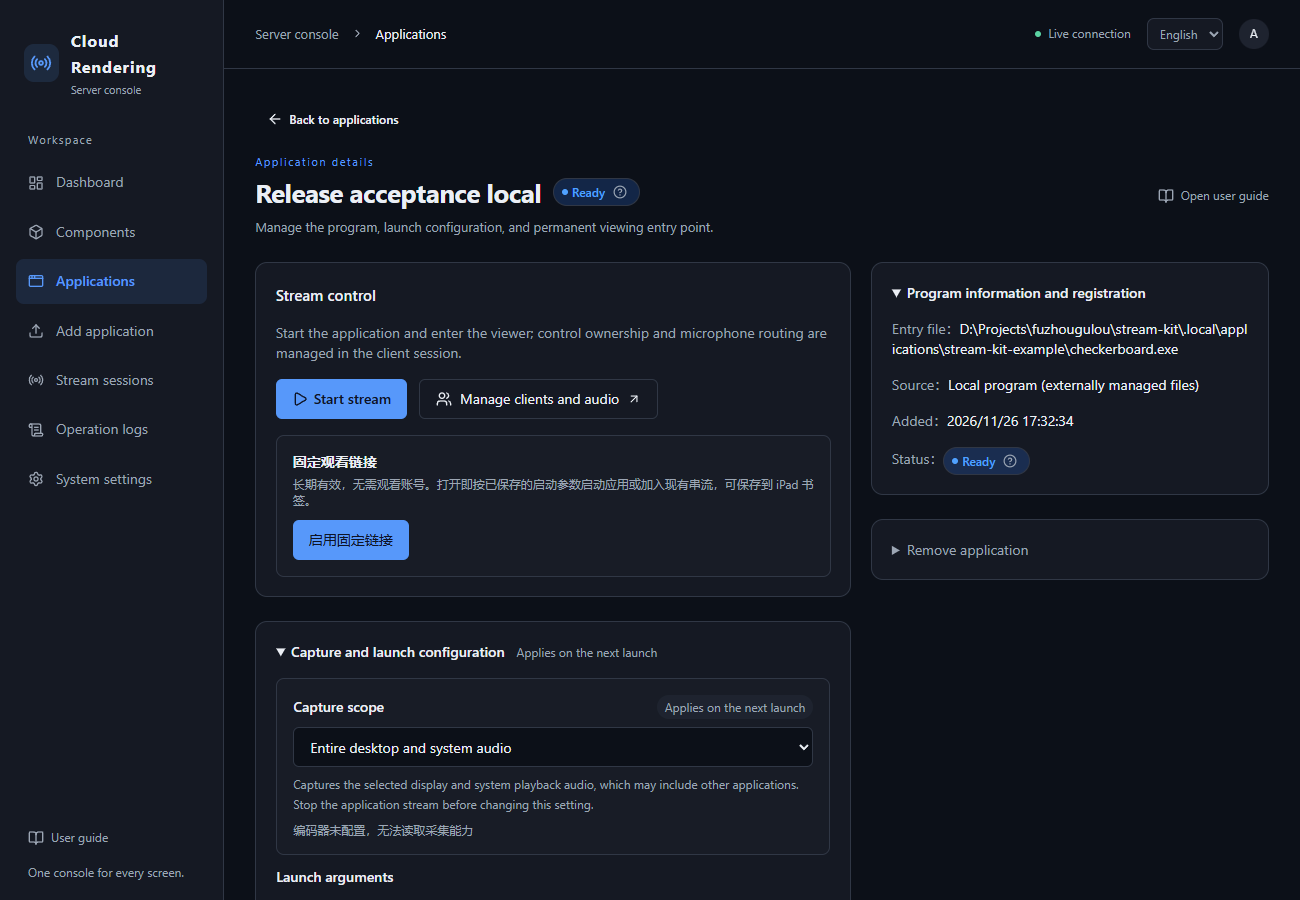 Cloud
Rendering
Server console
Workspace
Dashboard
Components
Applications
Add application
Stream sessions
Operation logs
System settings
User guide
One console for every screen.
Server console
Applications
Live connection
English
A
Back to applications
Application details
Release acceptance local
Ready
Open user guide
Manage the program, launch configuration, and permanent viewing entry point.
Stream control
Start the application and enter the viewer; control ownership and microphone routing are
managed in the client session.
Start stream
Manage clients and audio
固定观看链接
长期有效，无需观看账号。打开即按已保存的启动参数启动应用或加入现有串流，可保存到 iPad 书
签。
启用固定链接
Capture and launch configuration
Applies on the next launch
Capture scope
Applies on the next launch
Entire desktop and system audio
Captures the selected display and system playback audio, which may include other applications.
Stop the application stream before changing this setting.
编码器未配置，无法读取采集能力
Launch arguments
Program information and registration
Entry file： D:\Projects\fuzhougulou\stream-kit\.local\appl
ications\stream-kit-example\checkerboard.exe
Source： Local program (externally managed files)
Added： 2026/11/26 17:32:34
Status： Ready
Remove application